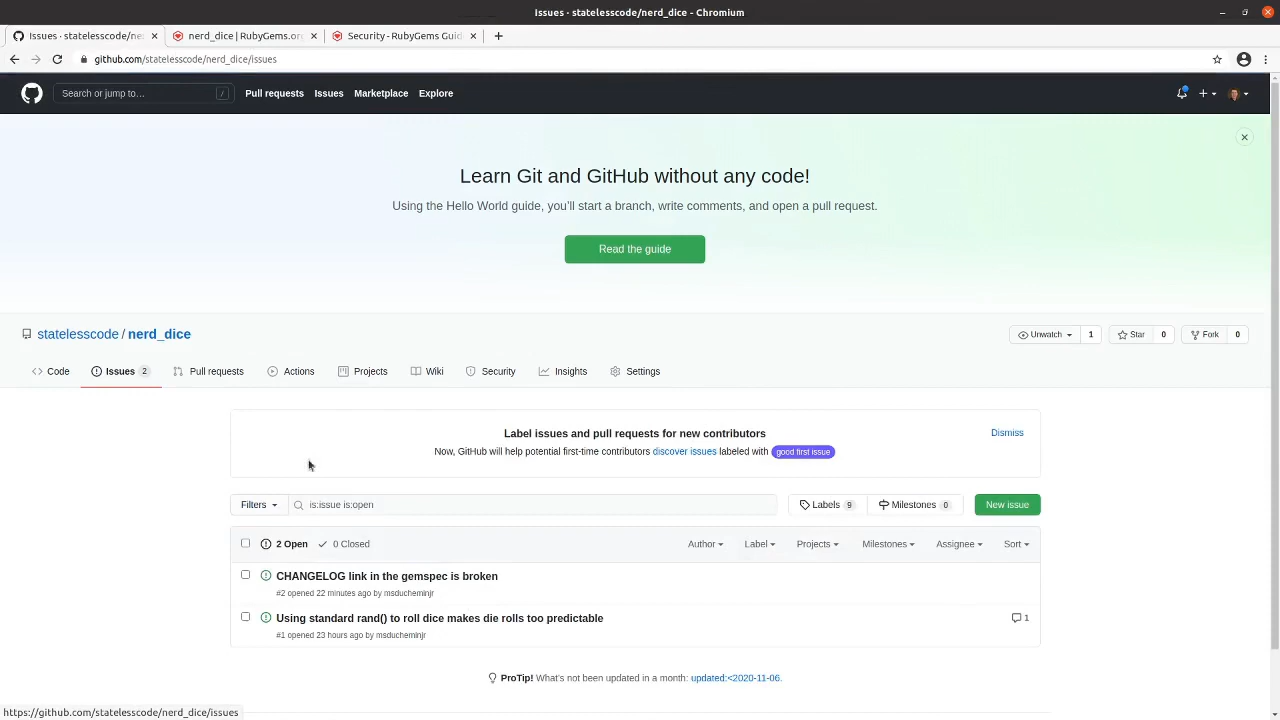 Issues · statelesscode/nerd_dice - Chromium
Issues · statelesscode/ne
nerd_dice | RubyGems.or
Security - RubyGems Guid
github.com/statelesscode/nerd_dice/issues
Search or jump to… /
Pull requests Issues Marketplace Explore
Learn Git and GitHub without any code!
Using the Hello World guide, you’ll start a branch, write comments, and open a pull request.
Read the guide
statelesscode / nerd_dice
Unwatch 1 Star 0 Fork 0
Code Issues 2 Pull requests Actions Projects Wiki Security Insights Settings
Label issues and pull requests for new contributors
Dismiss
Now, GitHub will help potential first-time contributors discover issues labeled with good first issue
Filters is:issue is:open Labels 9 Milestones 0 New issue
2 Open 0 Closed Author Label Projects Milestones Assignee Sort
CHANGELOG link in the gemspec is broken
#2 opened 22 minutes ago by msducheminjr
Using standard rand() to roll dice makes die rolls too predictable 1
#1 opened 23 hours ago by msducheminjr
ProTip! What’s not been updated in a month: updated:<2020-11-06.
https://github.com/statelesscode/nerd_dice/issues